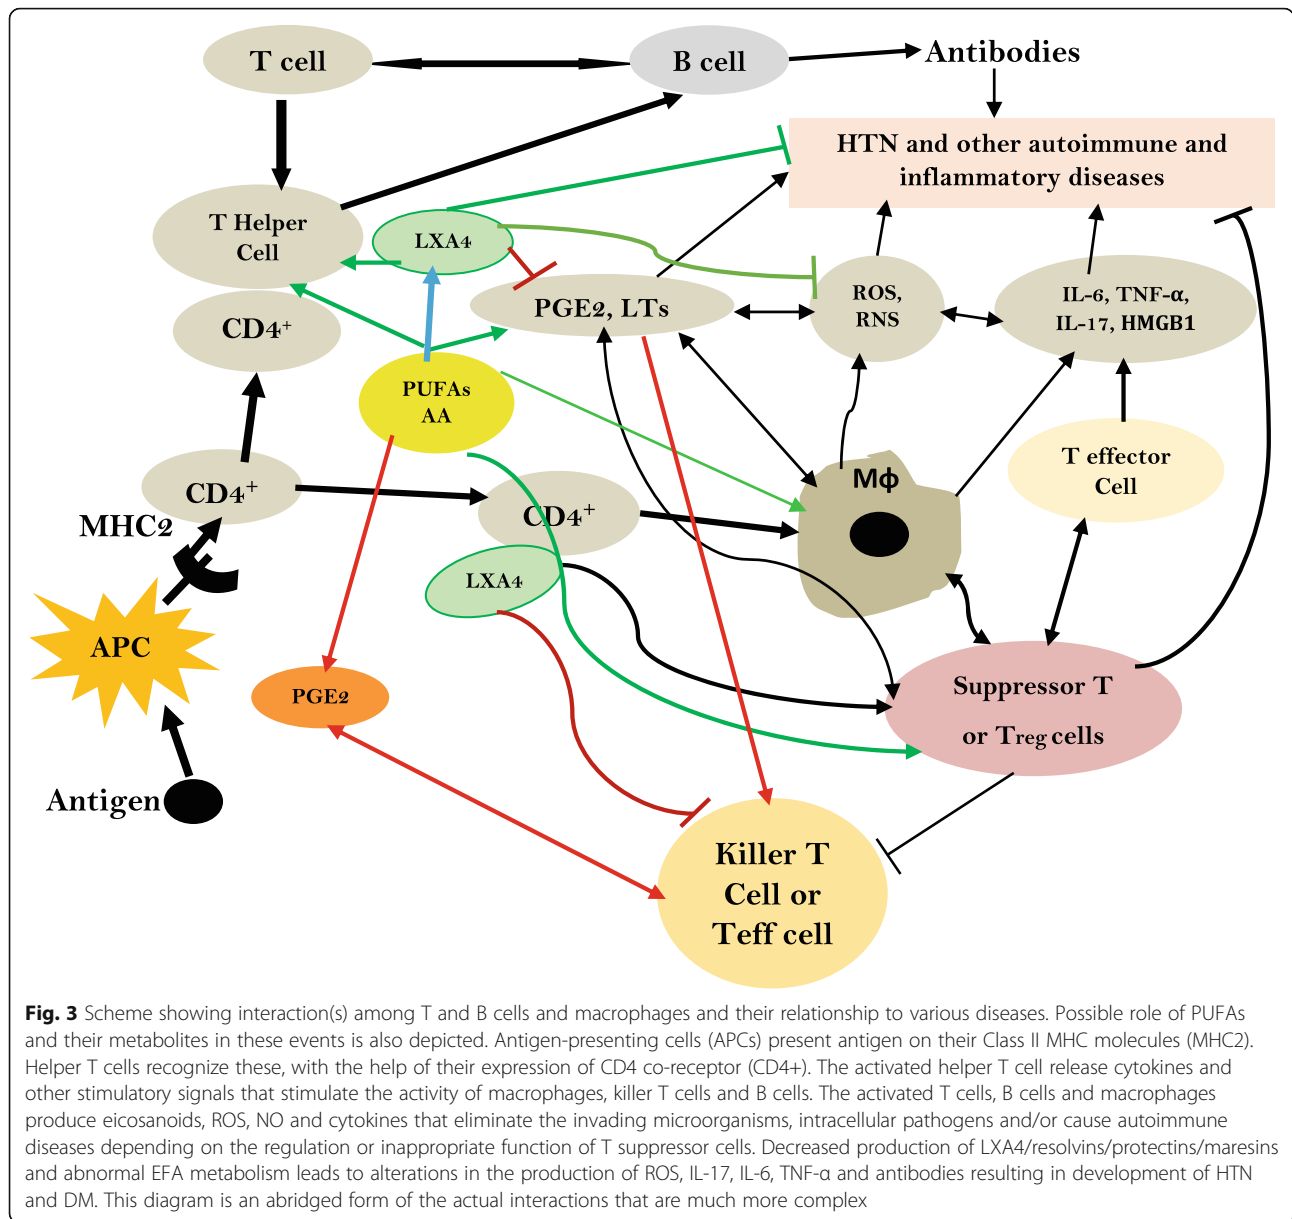 T cell
B cell
Antibodies
HTN and other autoimmune and
inflammatory diseases
T Helper
Cell
LXA4
PGE2, LTs
ROS,
RNS
IL-6, TNF-α,
IL-17, HMGB1
CD4⁺
PUFAs
AA
CD4⁺
MHC2
CD4⁺
Mϕ
T effector
Cell
LXA4
APC
PGE2
Suppressor T
or Treg cells
Antigen
Killer T
Cell or
Teff cell
Fig. 3 Scheme showing interaction(s) among T and B cells and macrophages and their relationship to various diseases. Possible role of PUFAs
and their metabolites in these events is also depicted. Antigen-presenting cells (APCs) present antigen on their Class II MHC molecules (MHC2).
Helper T cells recognize these, with the help of their expression of CD4 co-receptor (CD4+). The activated helper T cell release cytokines and
other stimulatory signals that stimulate the activity of macrophages, killer T cells and B cells. The activated T cells, B cells and macrophages
produce eicosanoids, ROS, NO and cytokines that eliminate the invading microorganisms, intracellular pathogens and/or cause autoimmune
diseases depending on the regulation or inappropriate function of T suppressor cells. Decreased production of LXA4/resolvins/protectins/maresins
and abnormal EFA metabolism leads to alterations in the production of ROS, IL-17, IL-6, TNF-α and antibodies resulting in development of HTN
and DM. This diagram is an abridged form of the actual interactions that are much more complex